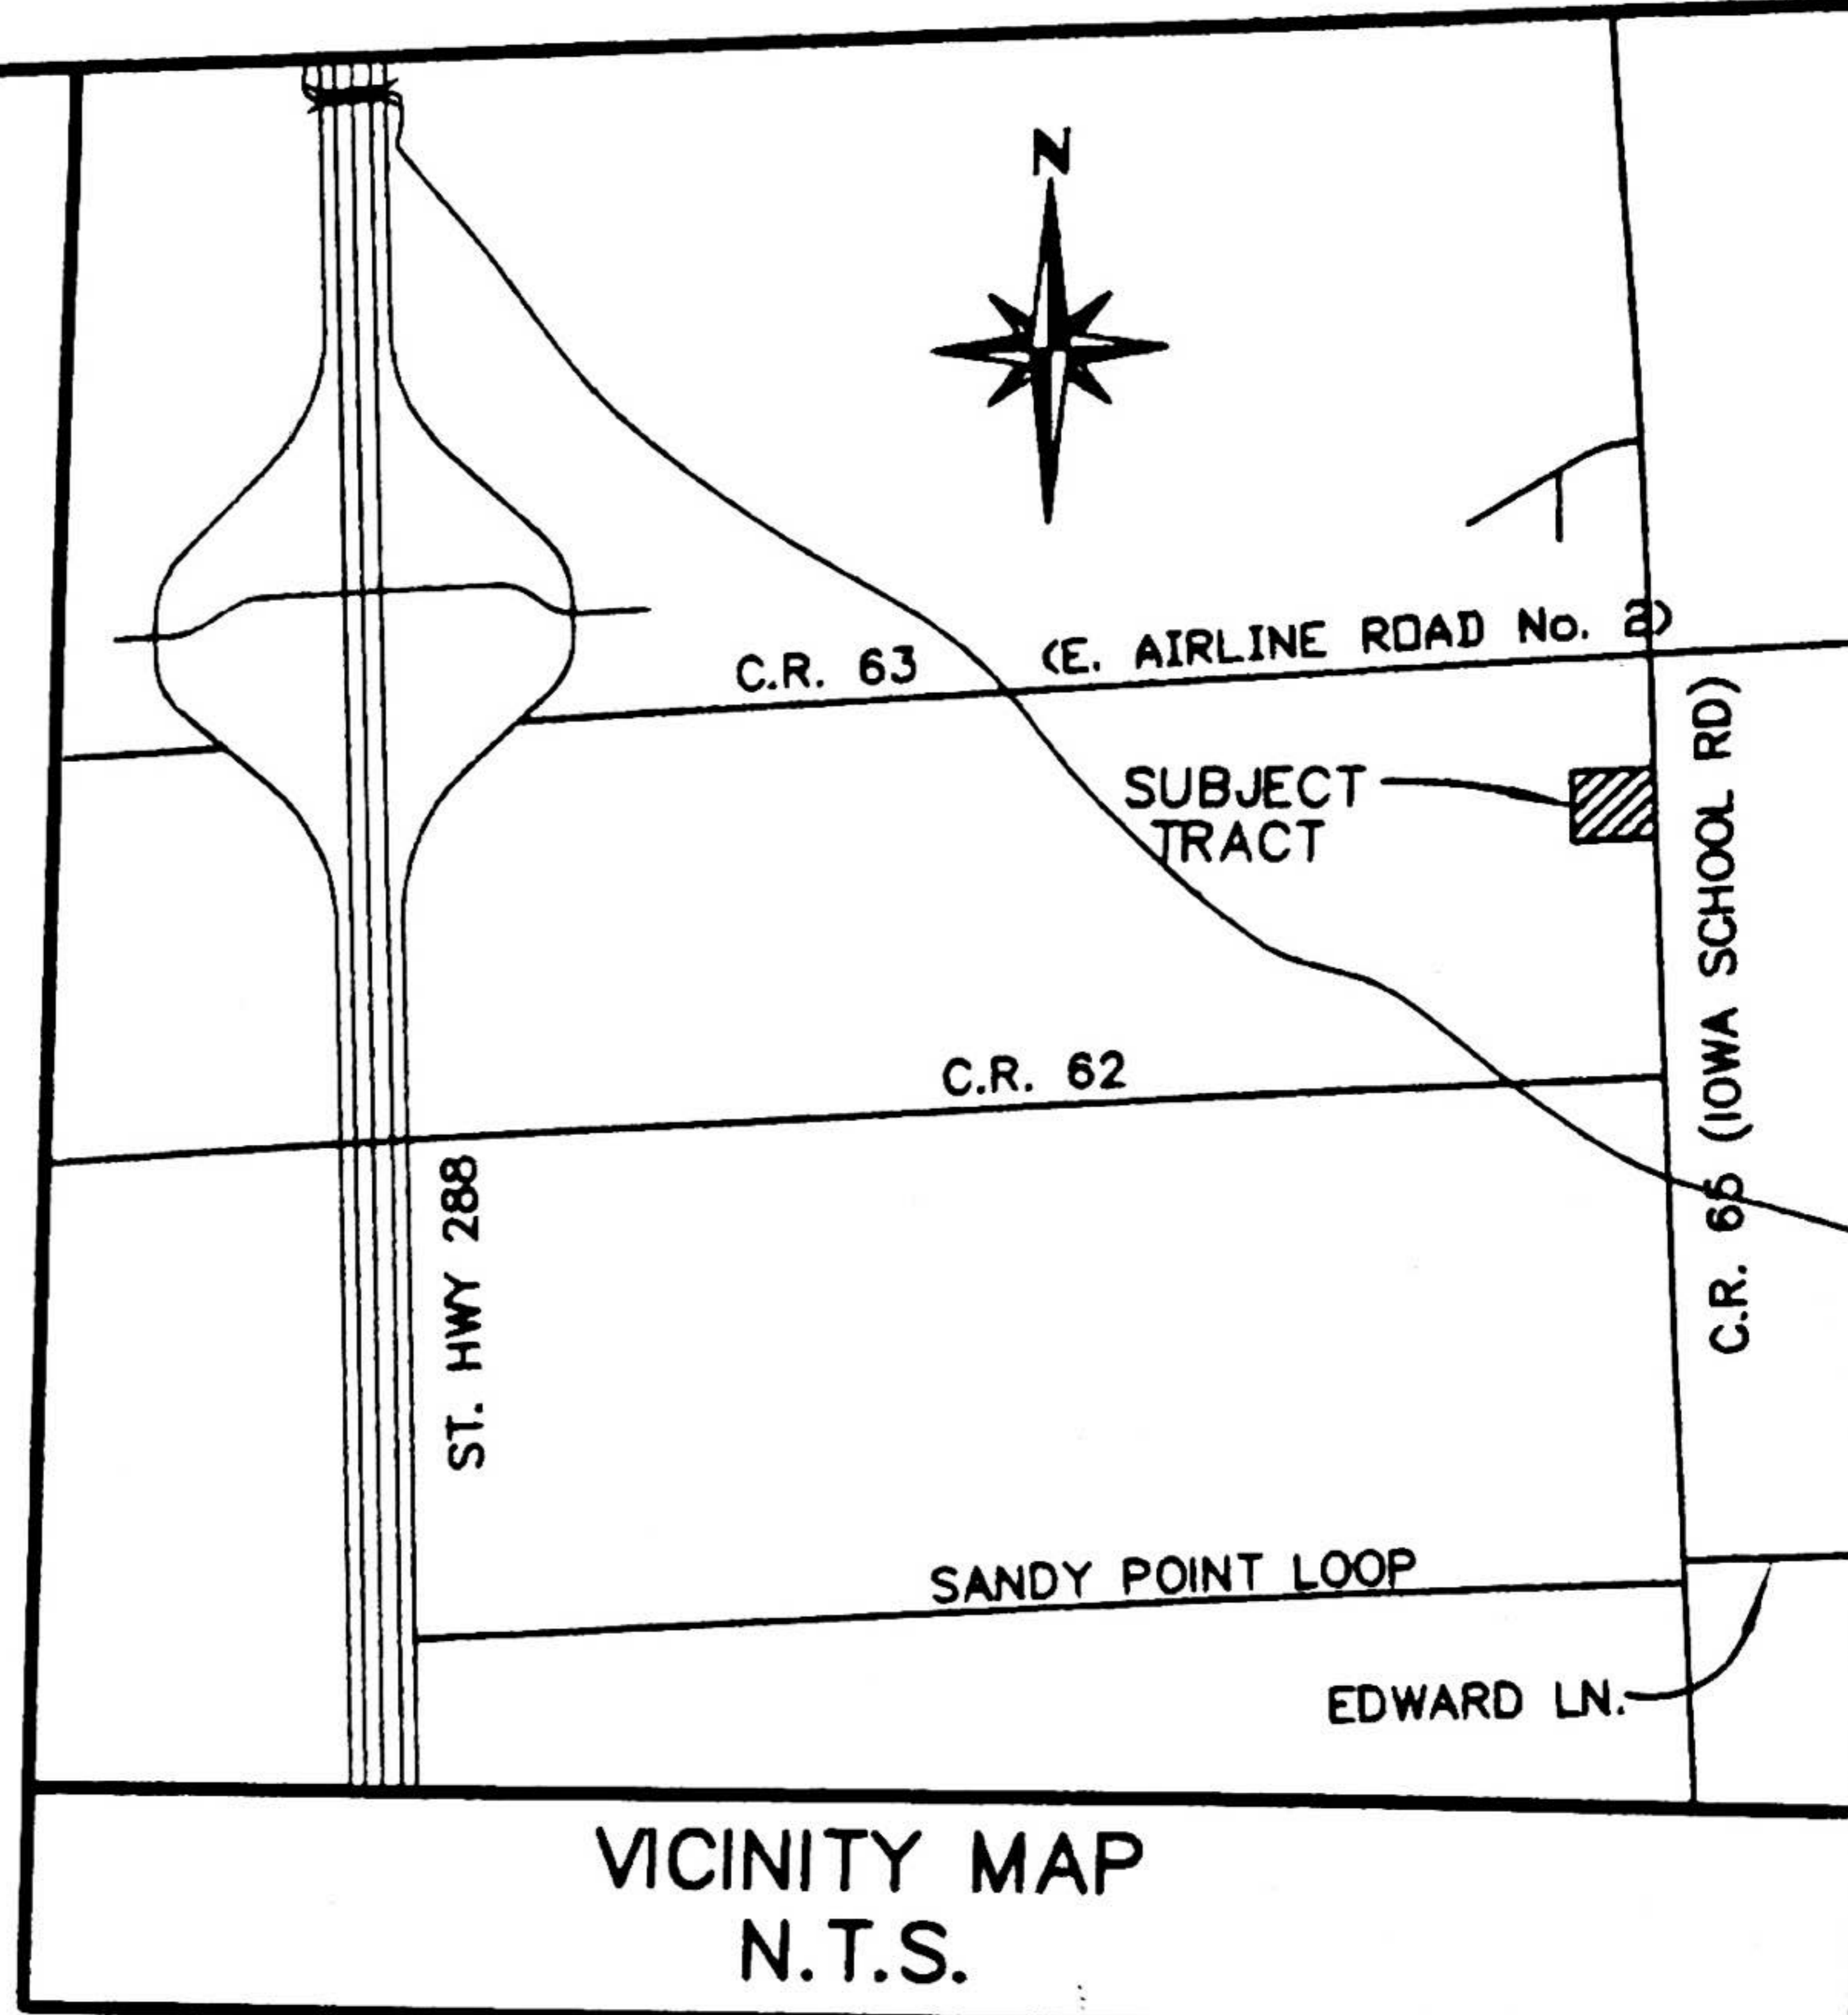 N
C.R. 63 (E. AIRLINE ROAD No. 2)
SUBJECT
TRACT
C.R. 65 (IOWA SCHOOL RD)
C.R. 62
ST. HWY 288
SANDY POINT LOOP
EDWARD LN.
VICINITY MAP
N.T.S.